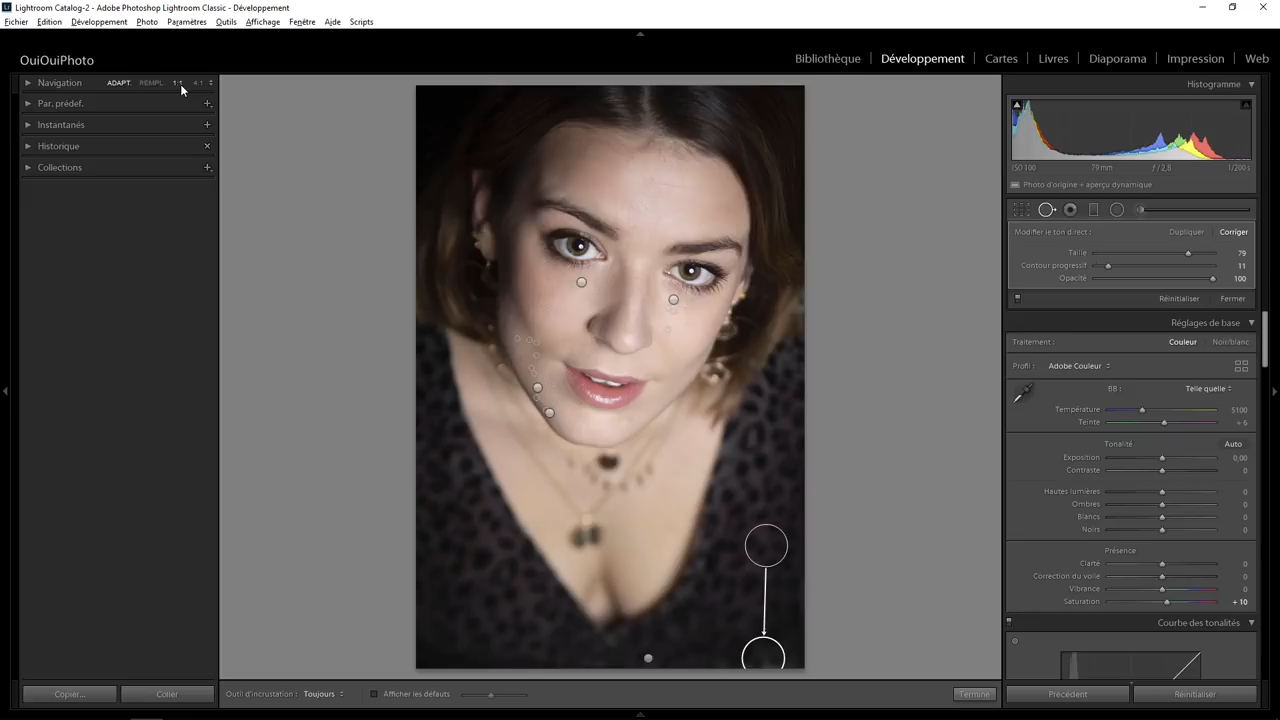 Lightroom Catalog-2 - Adobe Photoshop Lightroom Classic - Développement
Fichier Edition Développement Photo Paramètres Outils Affichage Fenêtre Aide Scripts
OuiOuiPhoto
Bibliothèque Développement Cartes Livres Diaporama Impression Web
Navigation ADAPT. REMPL. 1:1 4:1
Par. prédef.
Instantanés
Historique
Collections
Histogramme
ISO 100 79 mm ƒ / 2,8 1/200 s
Photo d'origine + aperçu dynamique
Modifier le ton direct : Dupliquer Corriger
Taille 79
Contour progressif 11
Opacité 100
Réinitialiser Fermer
Réglages de base
Traitement : Couleur Noir/blanc
Profil : Adobe Couleur
BB : Telle quelle
Température 5100
Teinte + 6
Tonalité Auto
Exposition 0,00
Contraste 0
Hautes lumières 0
Ombres 0
Blancs 0
Noirs 0
Présence
Clarté 0
Correction du voile 0
Vibrance 0
Saturation + 10
Courbe des tonalités
Copier... Coller
Outil d'incrustation : Toujours Afficher les défauts Terminé
Précédent Réinitialiser